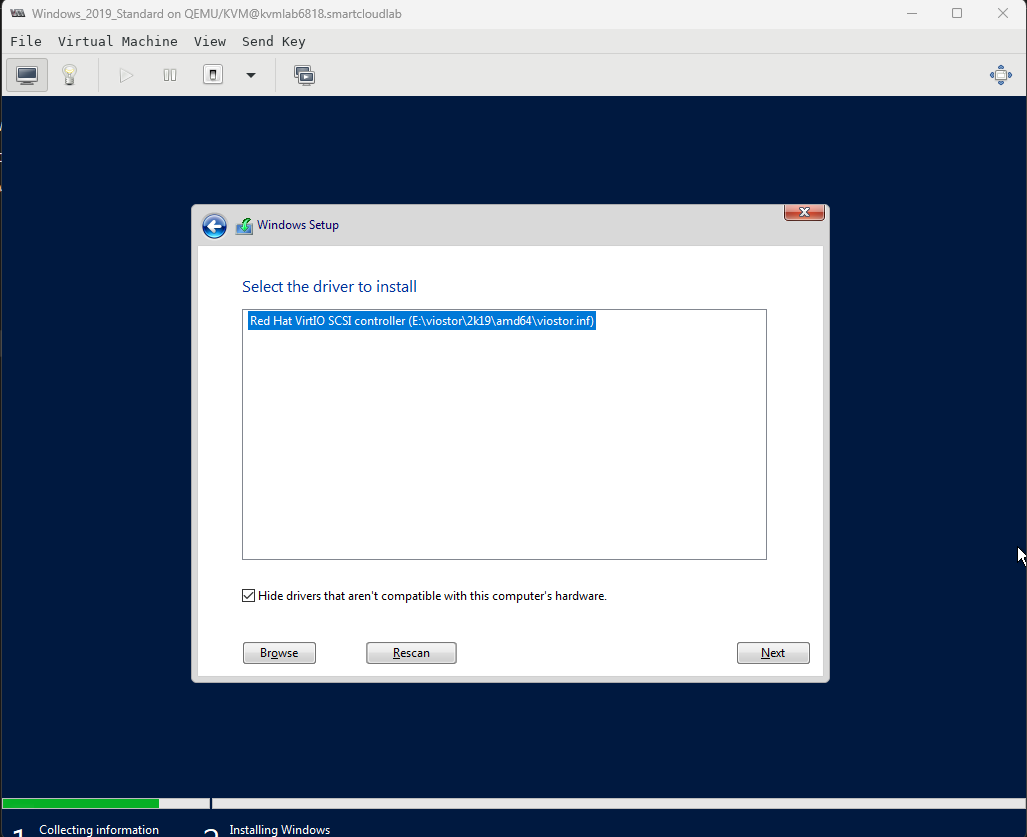 Windows_2019_Standard on QEMU/KVM@kvmlab6818.smartcloudlab
File Virtual Machine View Send Key
Windows Setup
Select the driver to install
Red Hat VirtIO SCSI controller (E:\viostor\2k19\amd64\viostor.inf)
Hide drivers that aren't compatible with this computer's hardware.
Browse Rescan Next
1 Collecting information 2 Installing Windows